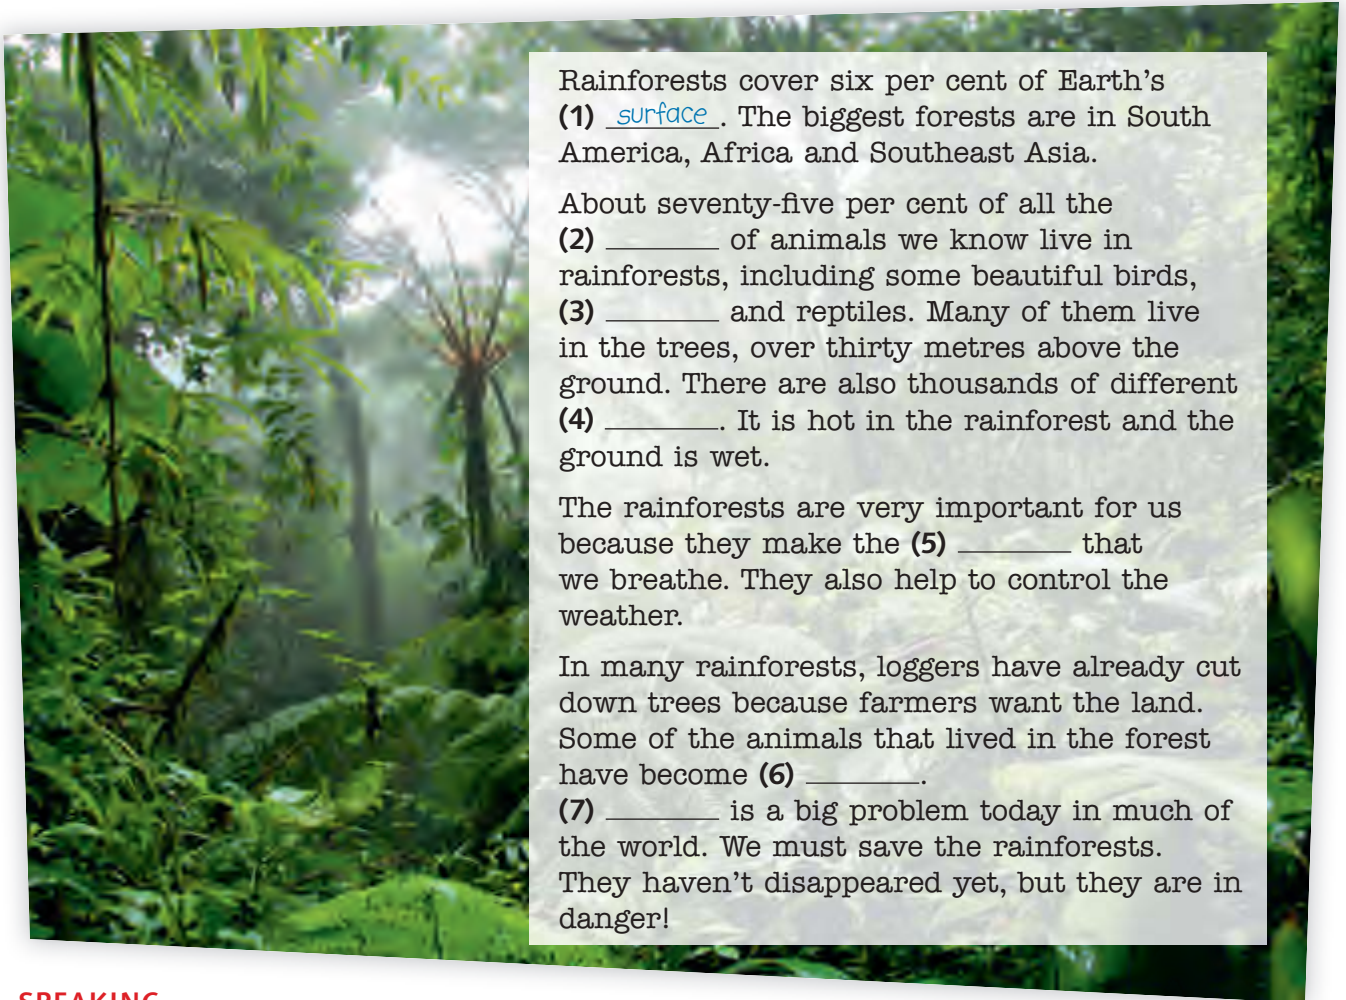 Rainforests cover six per cent of Earth's
(1) surface. The biggest forests are in South
America, Africa and Southeast Asia.
About seventy-five per cent of all the
(2) ________ of animals we know live in
rainforests, including some beautiful birds,
(3) ________ and reptiles. Many of them live
in the trees, over thirty metres above the
ground. There are also thousands of different
(4) ________. It is hot in the rainforest and the
ground is wet.
The rainforests are very important for us
because they make the (5) ________ that
we breathe. They also help to control the
weather.
In many rainforests, loggers have already cut
down trees because farmers want the land.
Some of the animals that lived in the forest
have become (6) ________.
(7) ________ is a big problem today in much of
the world. We must save the rainforests.
They haven't disappeared yet, but they are in
danger!
SPEAKING